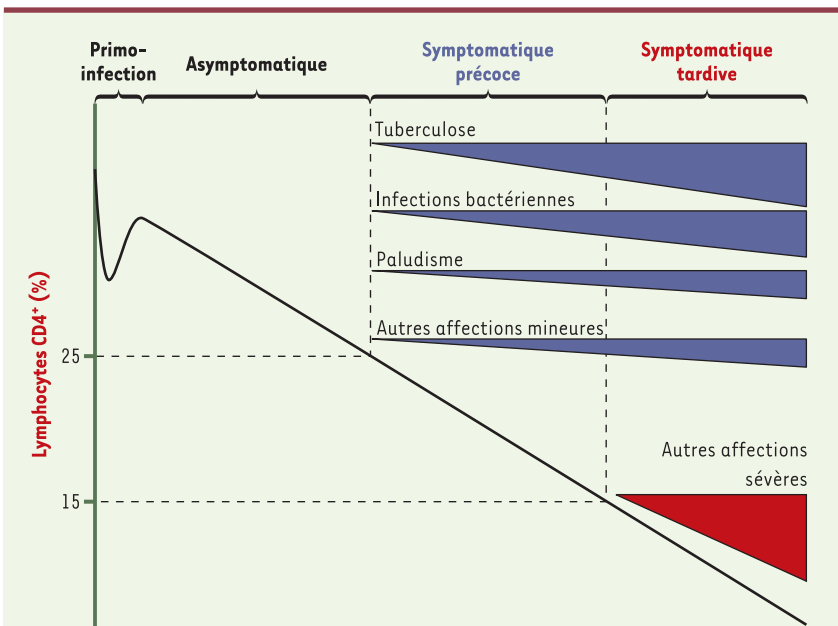 Primo-
infection
Asymptomatique
Symptomatique
précoce
Symptomatique
tardive
Tuberculose
Infections bactériennes
Paludisme
Autres affections mineures
Autres affections
sévères
Lymphocytes CD4⁺ (%)
25
15